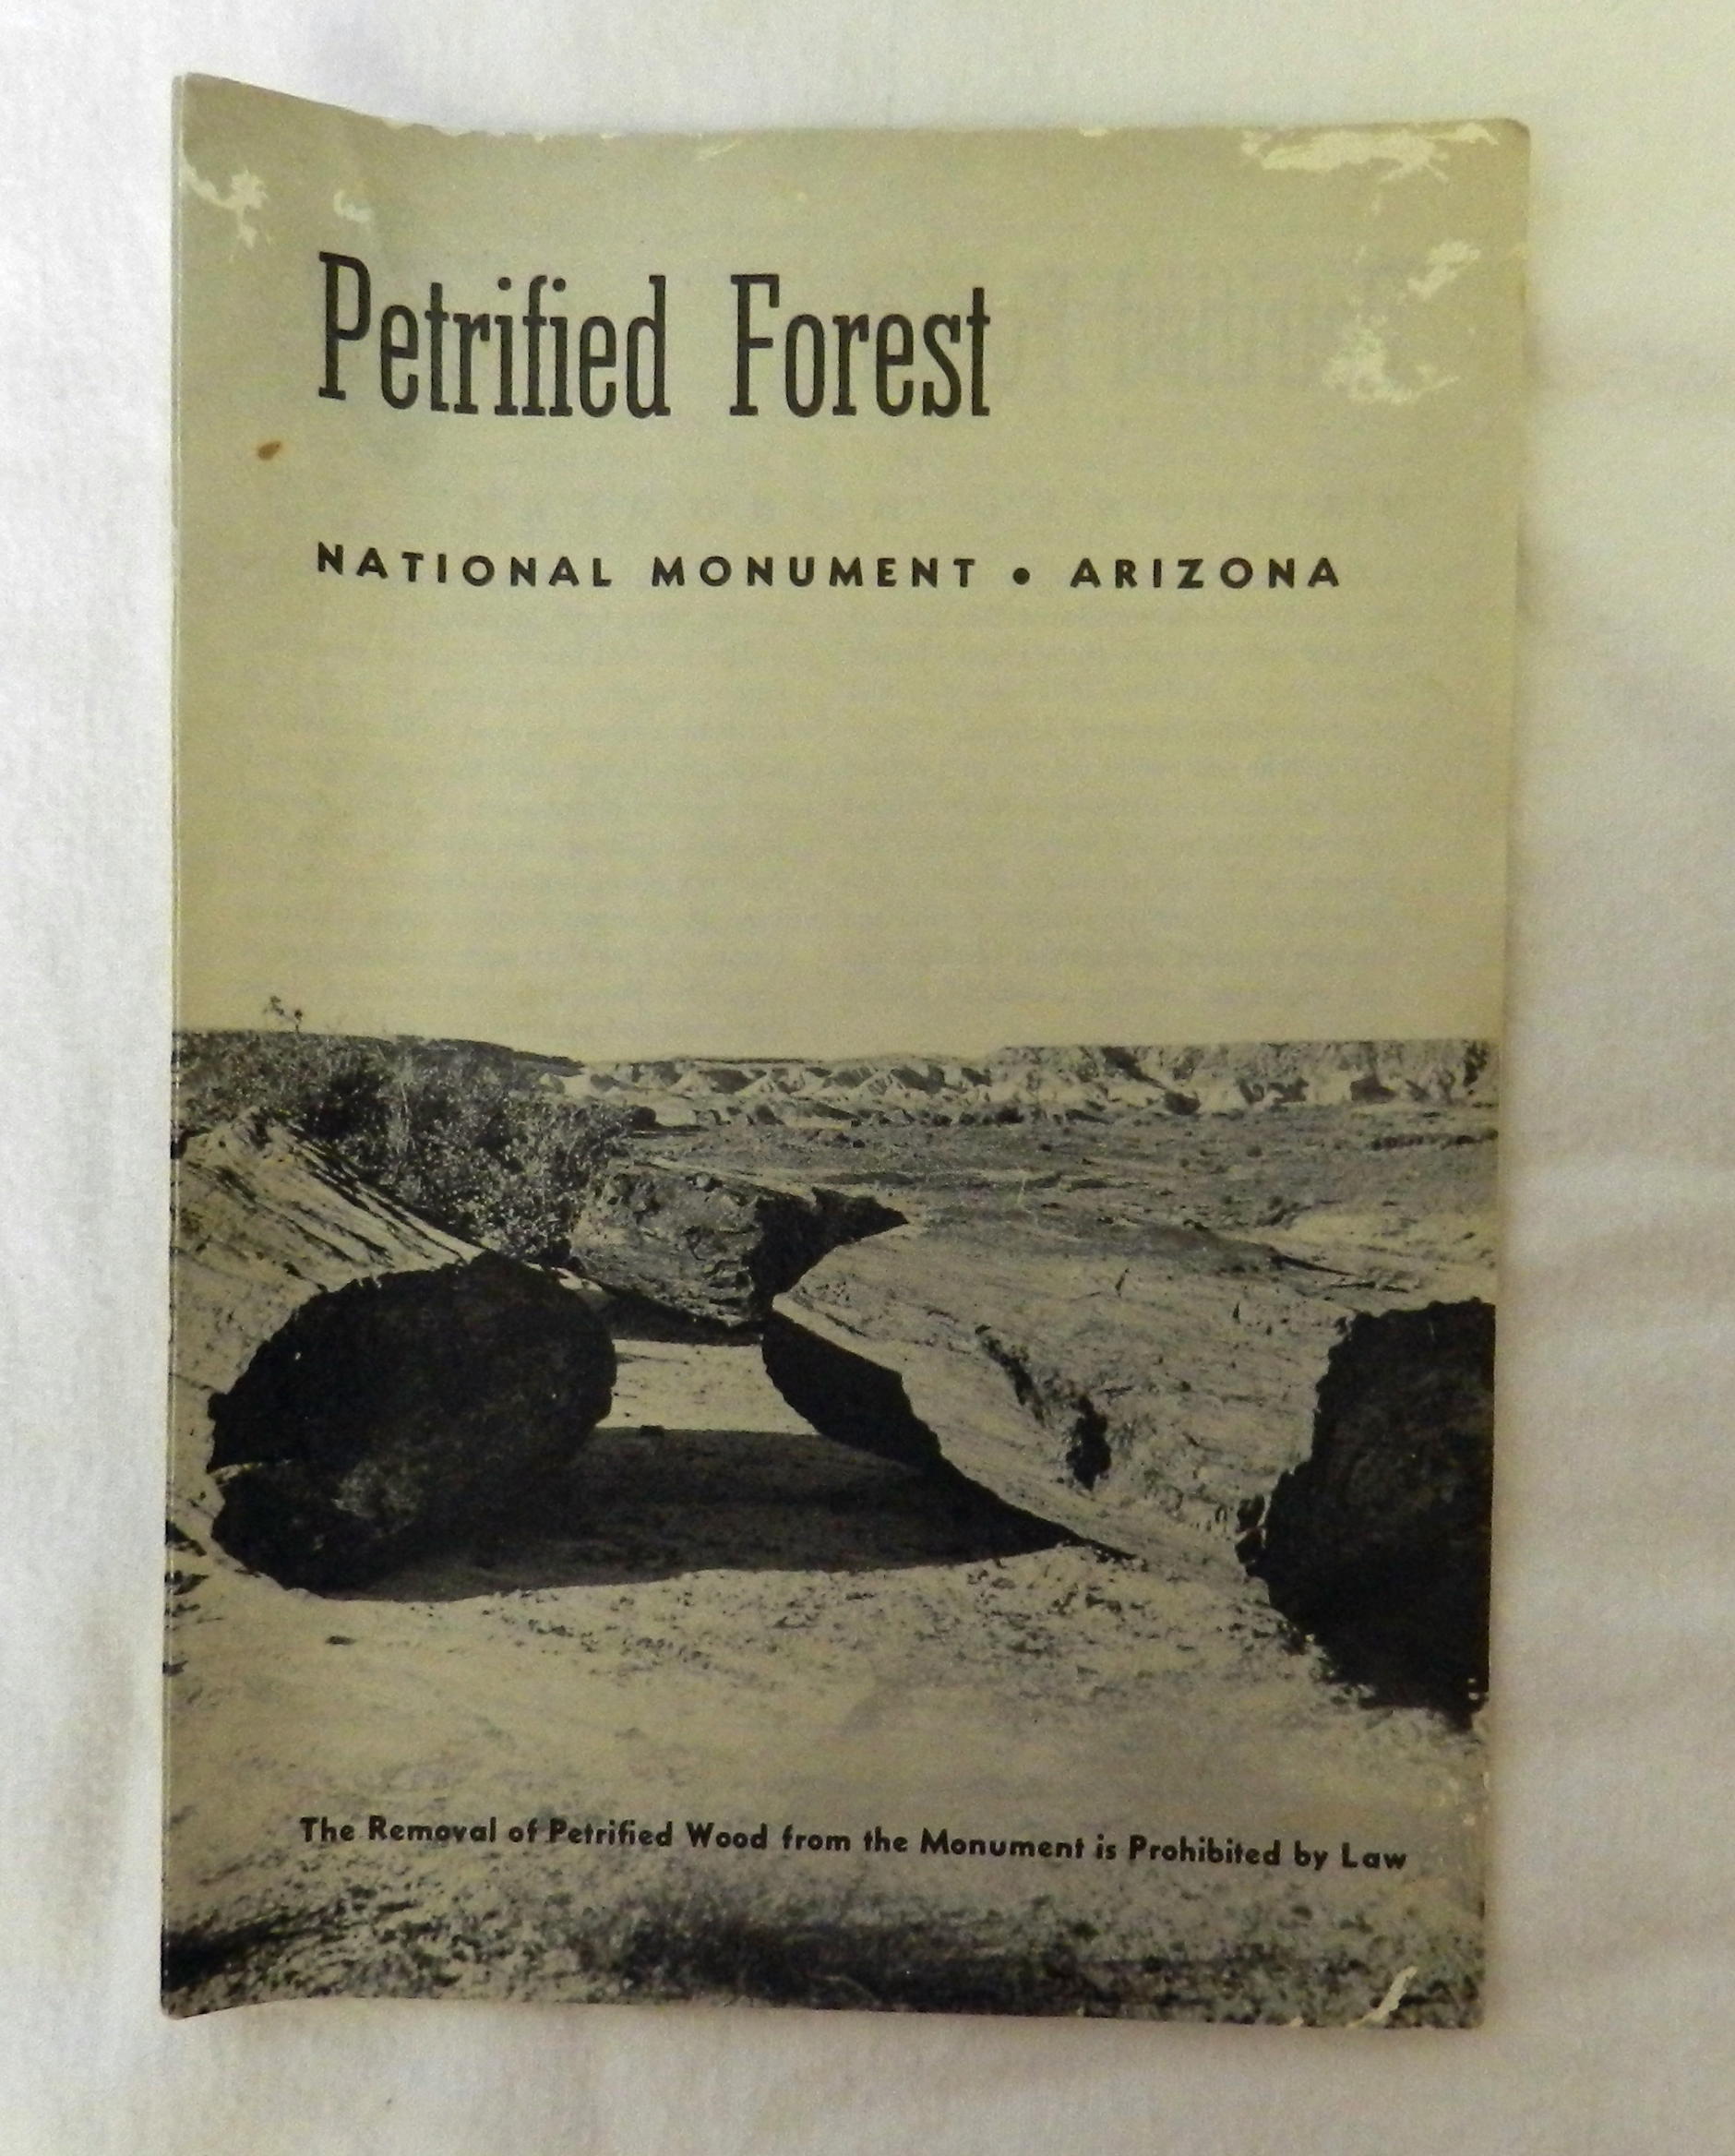 Petrified Forest
NATIONAL MONUMENT • ARIZONA
The Removal of Petrified Wood from the Monument is Prohibited by Law